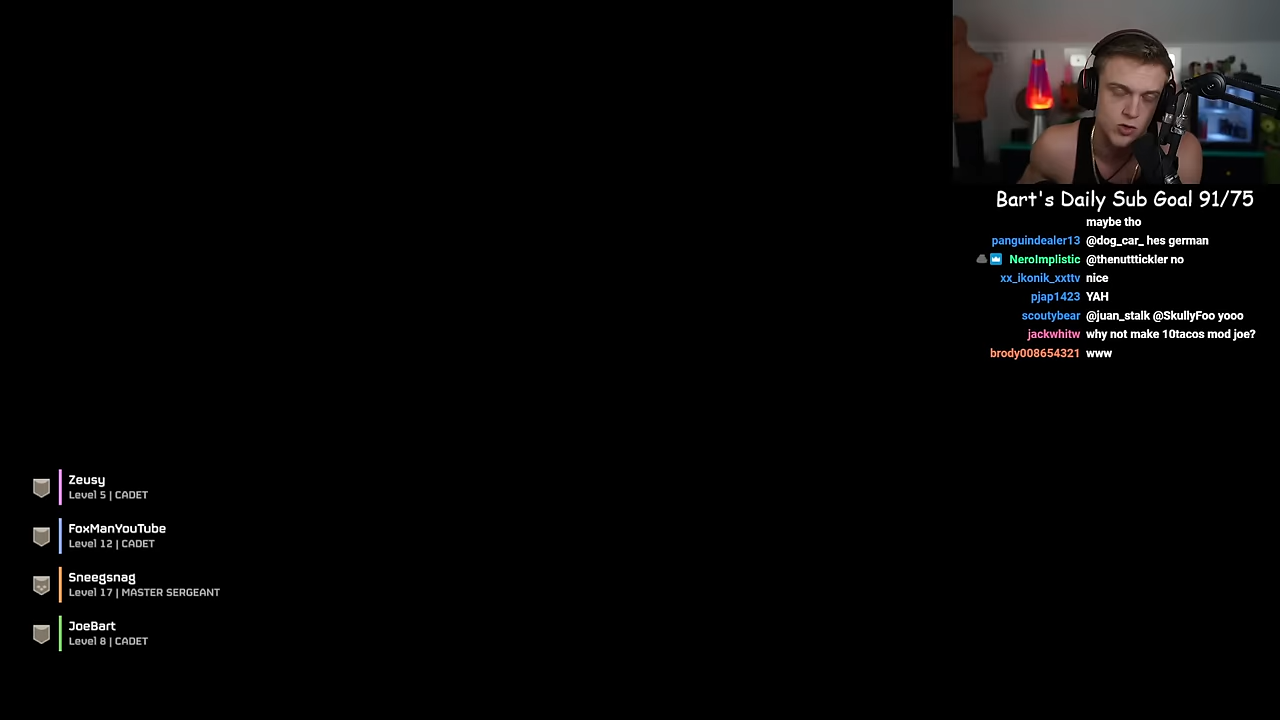 Bart's Daily Sub Goal 91/75
maybe tho
panguindealer13 @dog_car_ hes german
NeroImplistic @thenutttickler no
xx_ikonik_xxttv nice
pjap1423 YAH
scoutybear @juan_stalk @SkullyFoo yooo
jackwhitw why not make 10tacos mod joe?
brody008654321 www
Zeusy
Level 5 | CADET
FoxManYouTube
Level 12 | CADET
Sneegsnag
Level 17 | MASTER SERGEANT
JoeBart
Level 8 | CADET